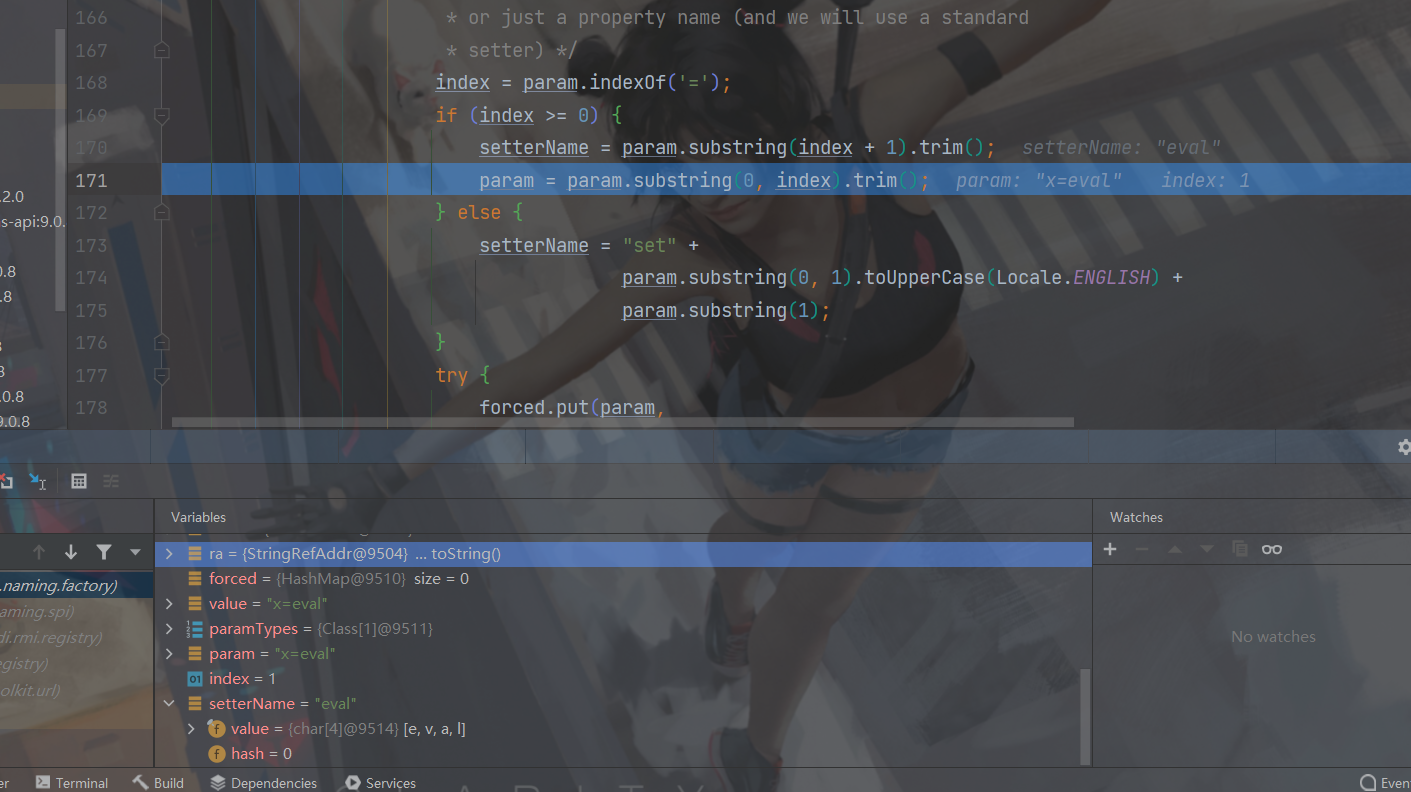 166 * or just a property name (and we will use a standard
167 * setter) */
168 index = param.indexOf('=');
169 if (index >= 0) {
170 setterName = param.substring(index + 1).trim(); setterName: "eval"
171 param = param.substring(0, index).trim(); param: "x=eval" index: 1
172 } else {
173 setterName = "set" +
174 param.substring(0, 1).toUpperCase(Locale.ENGLISH) +
175 param.substring(1);
176 }
177 try {
178 forced.put(param,
.2.0
s-api:9.0.
0.8
.8
8
.0.8
9.0.8
Variables
Watches
ra = {StringRefAddr@9504} ... toString()
forced = {HashMap@9510} size = 0
value = "x=eval"
paramTypes = {Class[1]@9511}
param = "x=eval"
01 index = 1
setterName = "eval"
f value = {char[4]@9514} [e, v, a, l]
f hash = 0
.naming.factory)
aming.spi)
di.rmi.registry)
egistry)
olkit.url)
No watches
er Terminal Build Dependencies Services Even